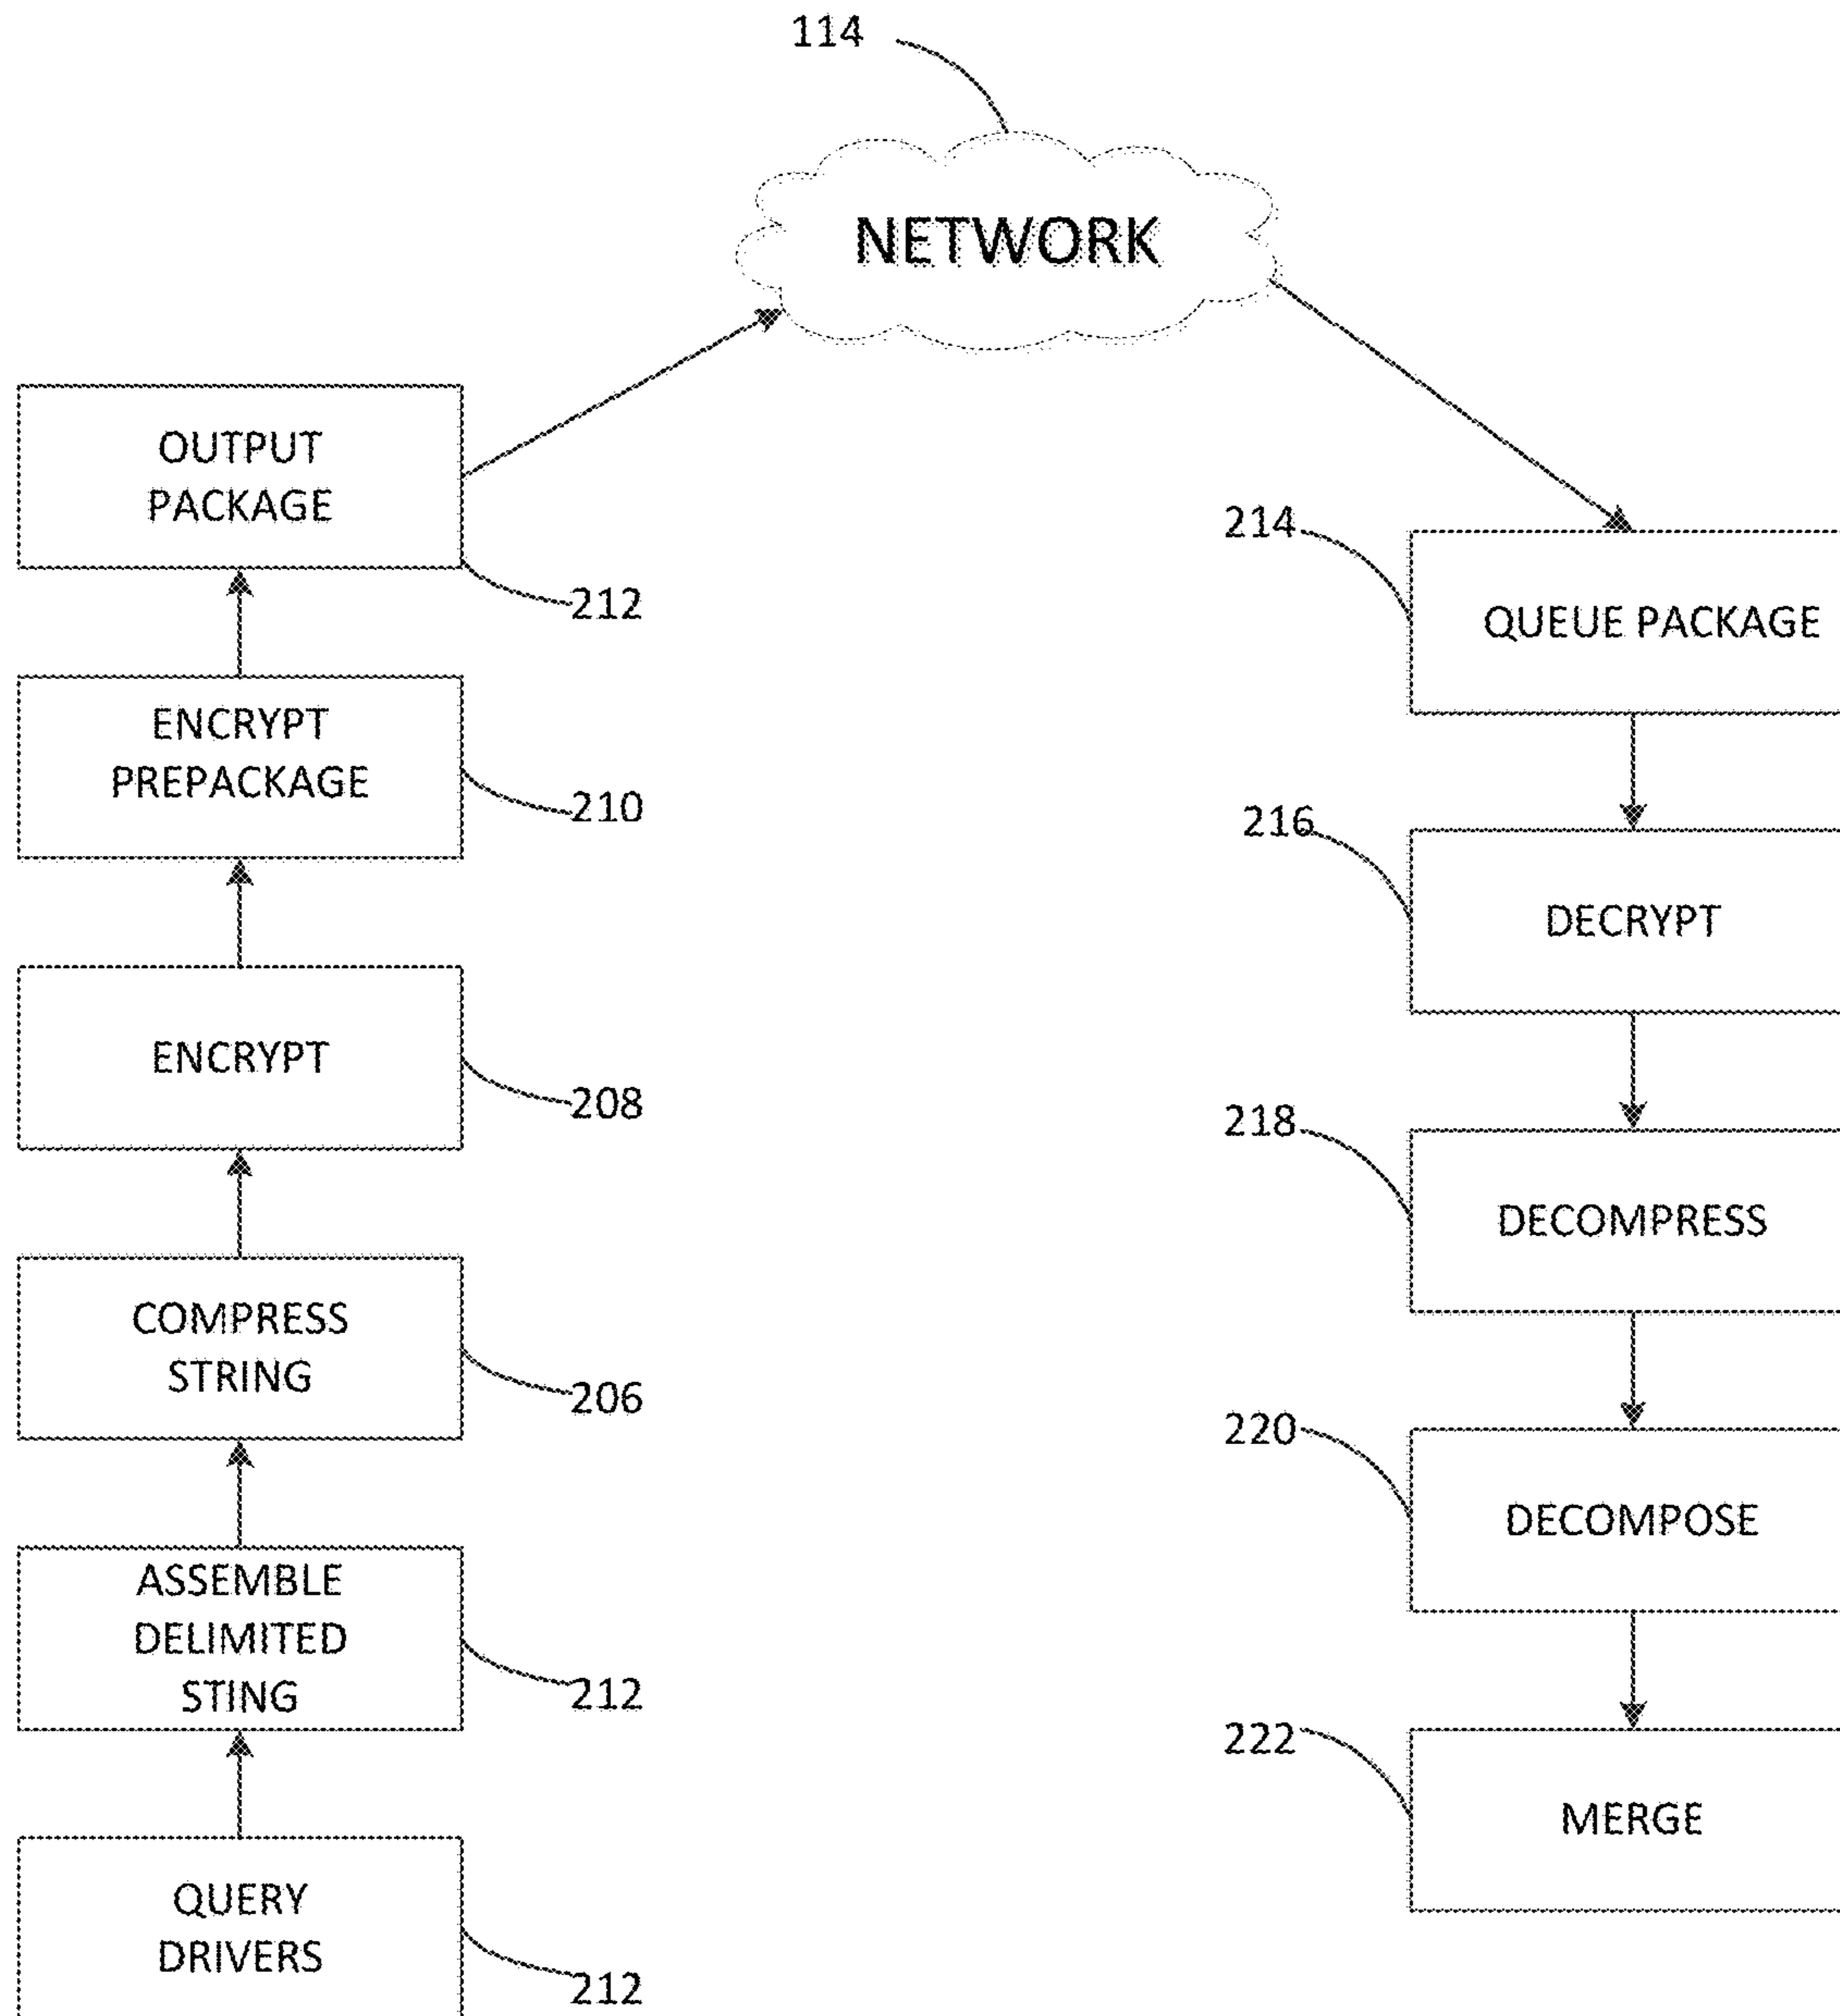 114
NETWORK
OUTPUT
PACKAGE
212
ENCRYPT
PREPACKAGE
210
ENCRYPT
208
COMPRESS
STRING
206
ASSEMBLE
DELIMITED
STING
212
QUERY
DRIVERS
212
214
QUEUE PACKAGE
216
DECRYPT
218
DECOMPRESS
220
DECOMPOSE
222
MERGE